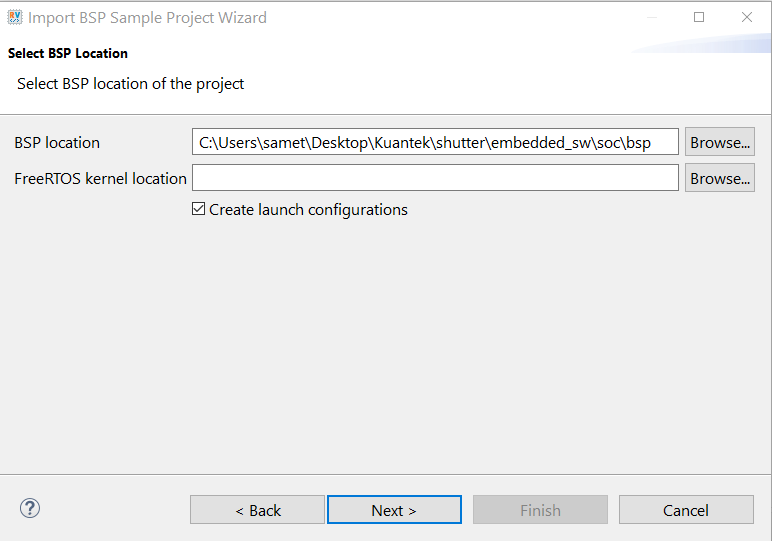 RV
Import BSP Sample Project Wizard
Select BSP Location
Select BSP location of the project
BSP location C:\Users\samet\Desktop\Kuantek\shutter\embedded_sw\soc\bsp Browse...
FreeRTOS kernel location Browse...
Create launch configurations
? < Back Next > Finish Cancel